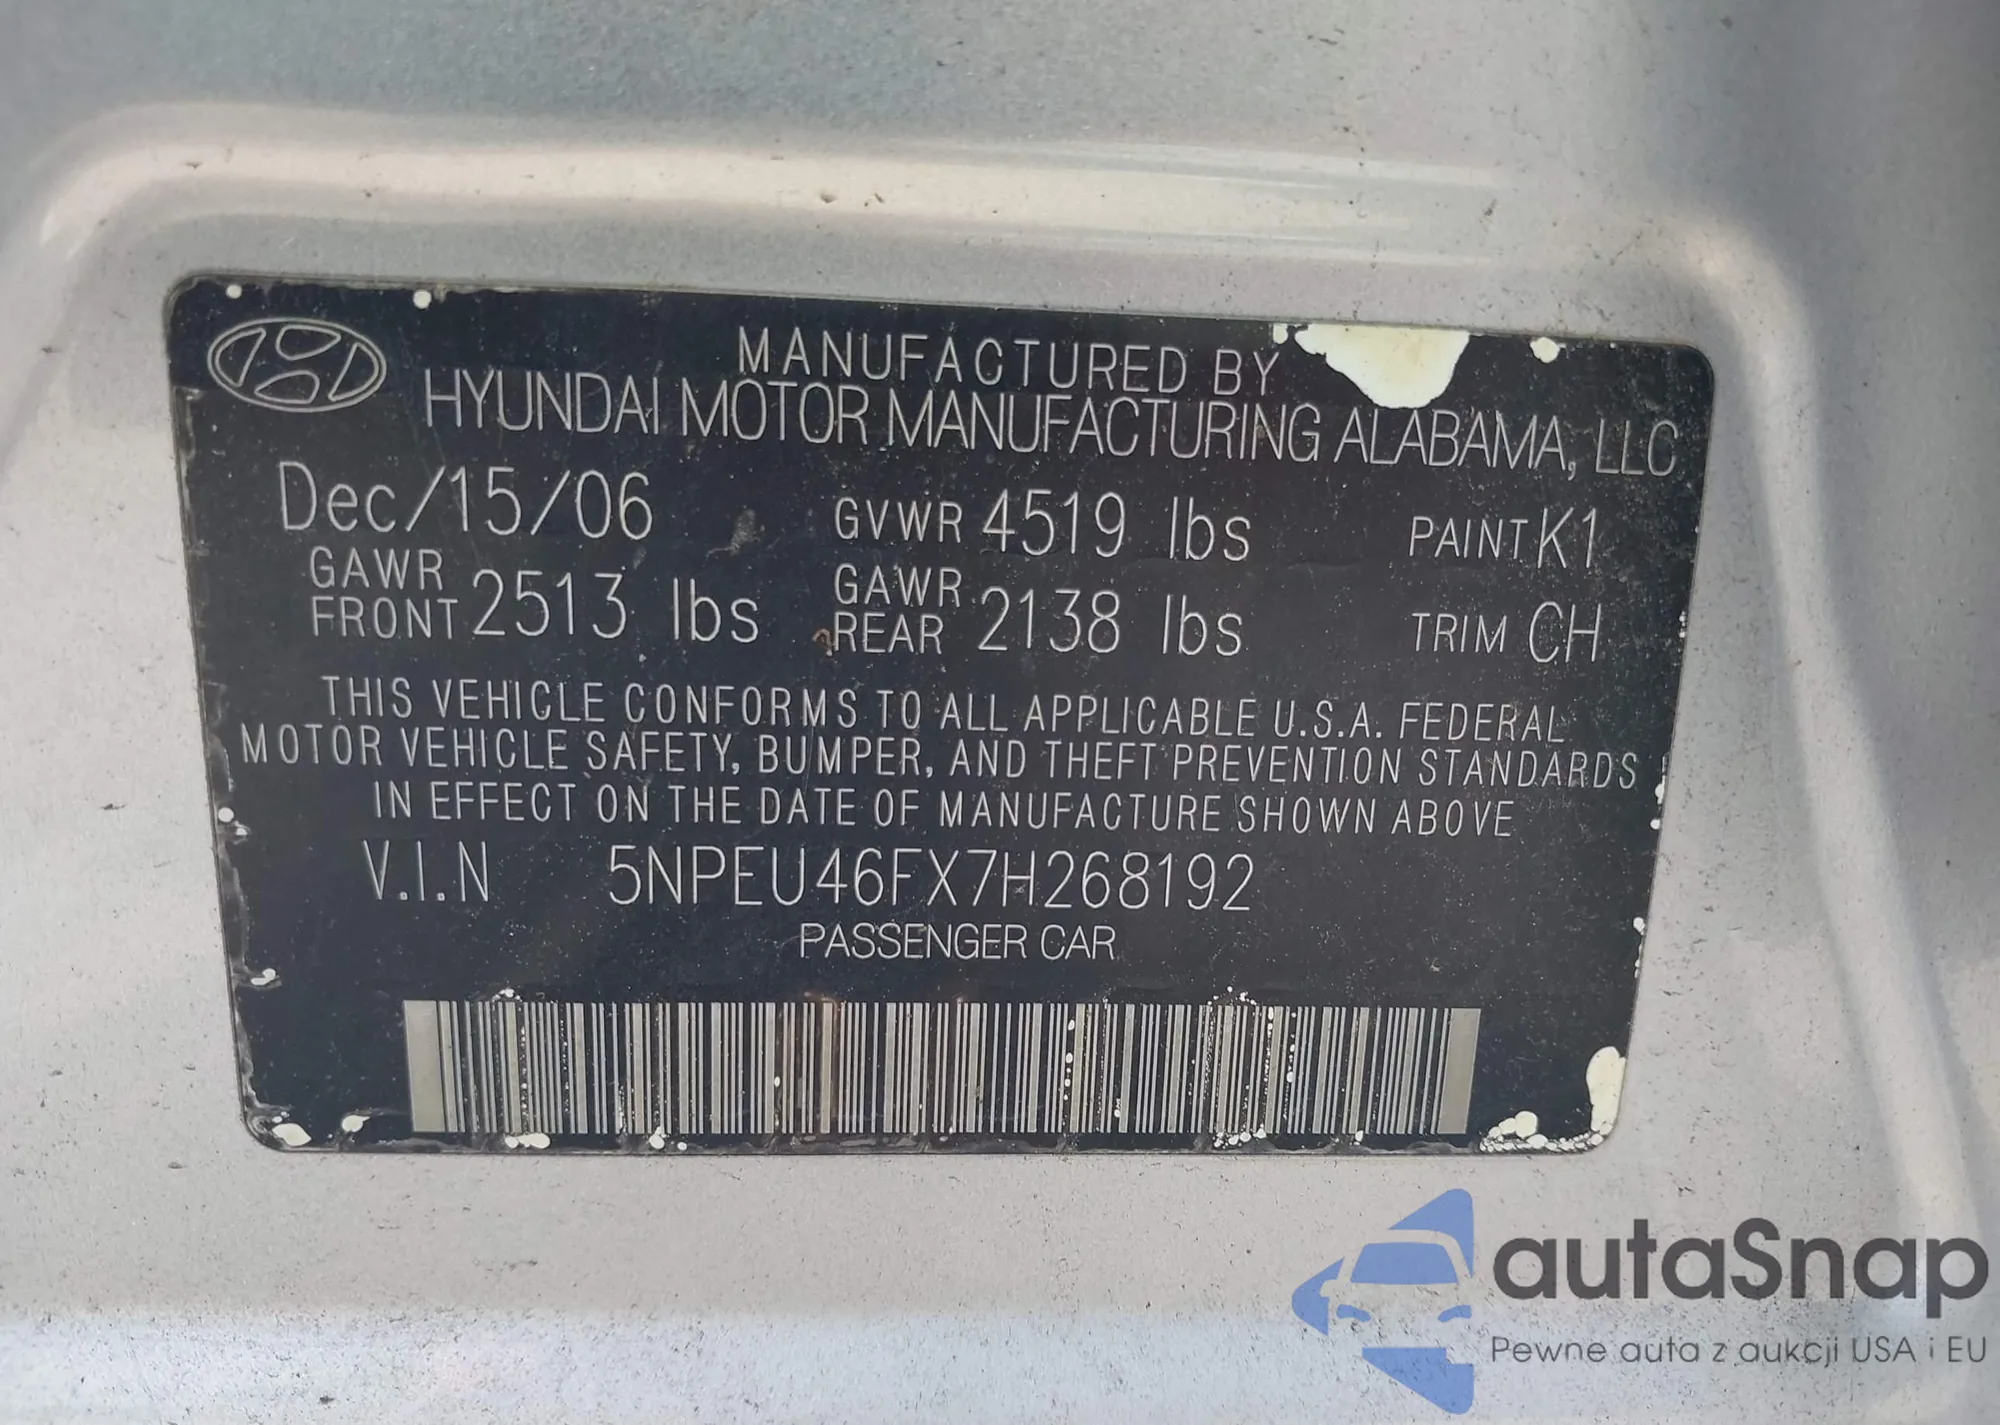 MANUFACTURED BY
HYUNDAI MOTOR MANUFACTURING ALABAMA, LLC
Dec/15/06 GVWR 4519 lbs PAINT K1
GAWR FRONT 2513 lbs GAWR REAR 2138 lbs TRIM CH
THIS VEHICLE CONFORMS TO ALL APPLICABLE U.S.A. FEDERAL
MOTOR VEHICLE SAFETY, BUMPER, AND THEFT PREVENTION STANDARDS
IN EFFECT ON THE DATE OF MANUFACTURE SHOWN ABOVE
V.I.N 5NPEU46FX7H268192
PASSENGER CAR
autaSnap
Pewne auta z aukcji USA i EU